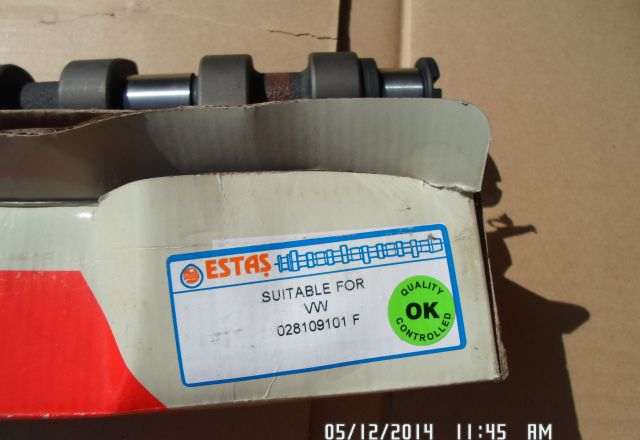 ESTAŞ
SUITABLE FOR
VW
028109101 F
QUALITY
OK
CONTROLLED
05/12/2014 11:45 AM